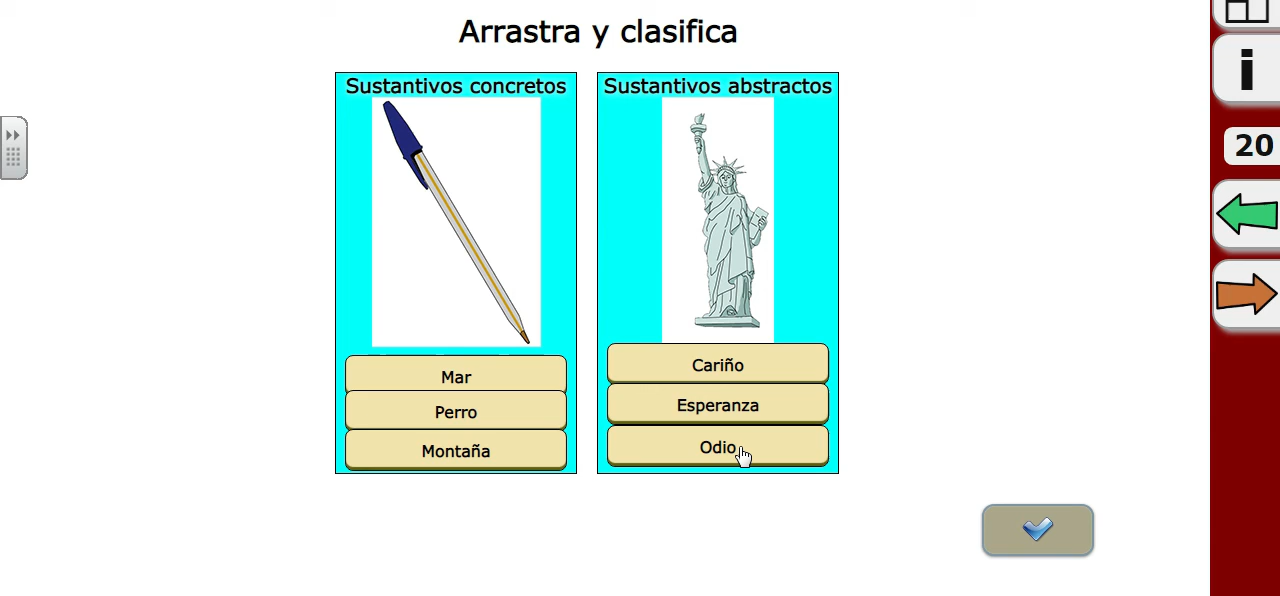 Arrastra y clasifica
Sustantivos concretos
Mar
Perro
Montaña
Sustantivos abstractos
Cariño
Esperanza
Odio
i
20